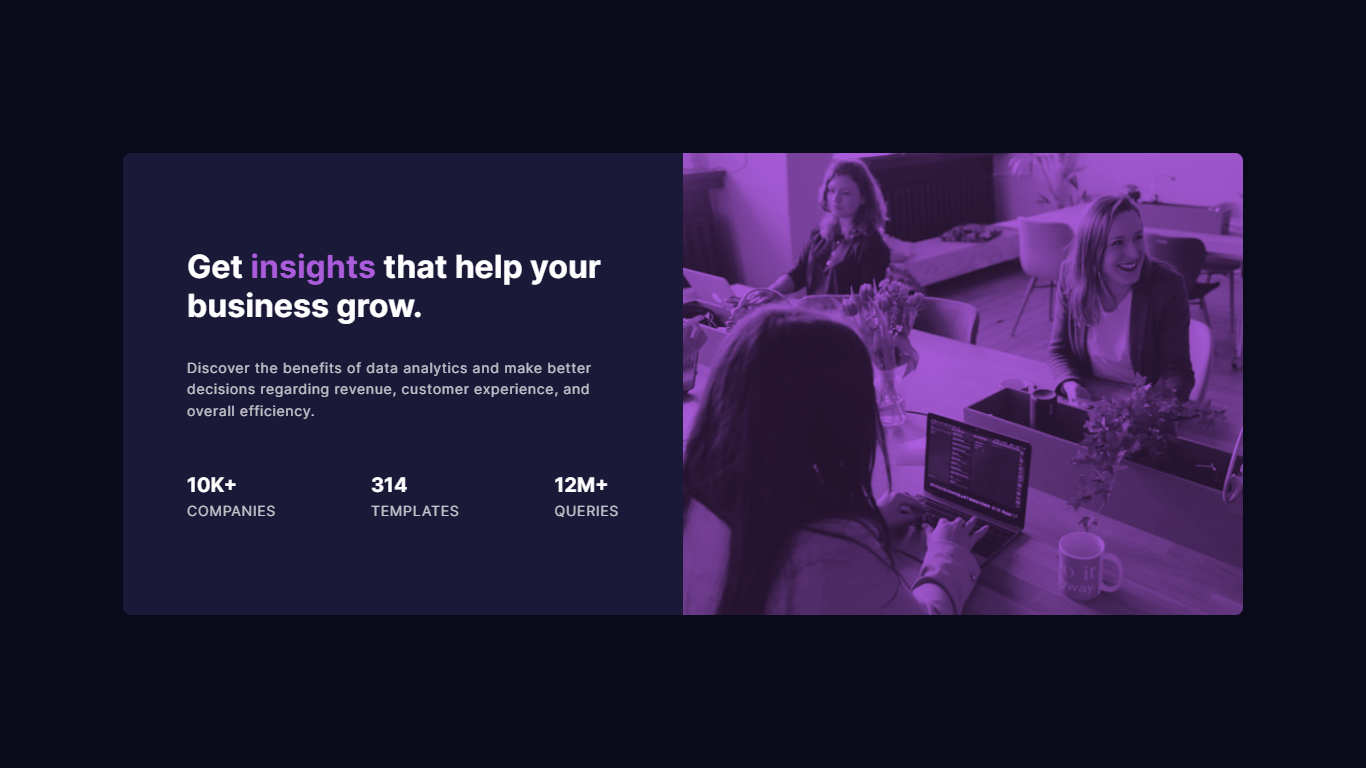 Get insights that help your
business grow.
Discover the benefits of data analytics and make better
decisions regarding revenue, customer experience, and
overall efficiency.
10K+ 314 12M+
COMPANIES TEMPLATES QUERIES